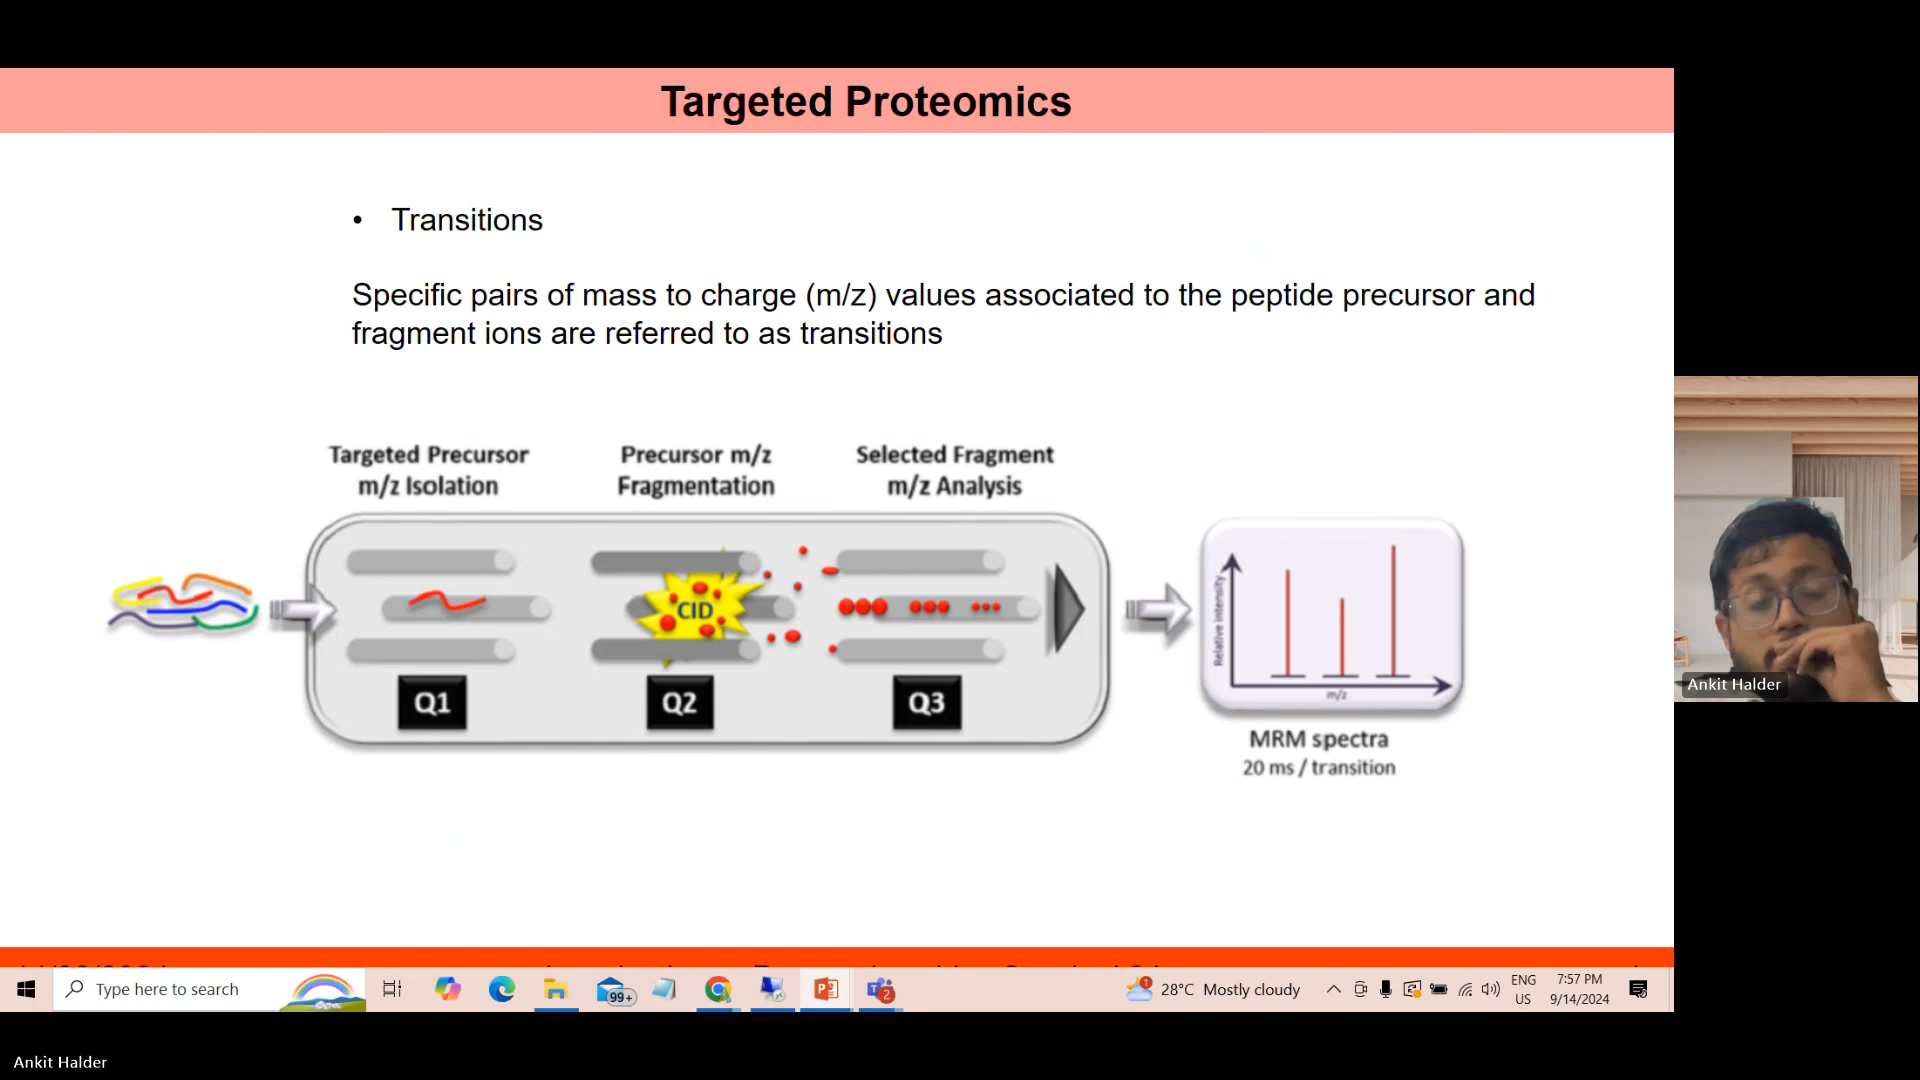 Targeted Proteomics
• Transitions
Specific pairs of mass to charge (m/z) values associated to the peptide precursor and
fragment ions are referred to as transitions
Targeted Precursor
m/z Isolation
Precursor m/z
Fragmentation
Selected Fragment
m/z Analysis
CID
Q1
Q2
Q3
Relative intensity
m/z
MRM spectra
20 ms / transition
Ankit Halder
Type here to search
99+
2
1
28°C Mostly cloudy
ENG
US
7:57 PM
9/14/2024
Ankit Halder